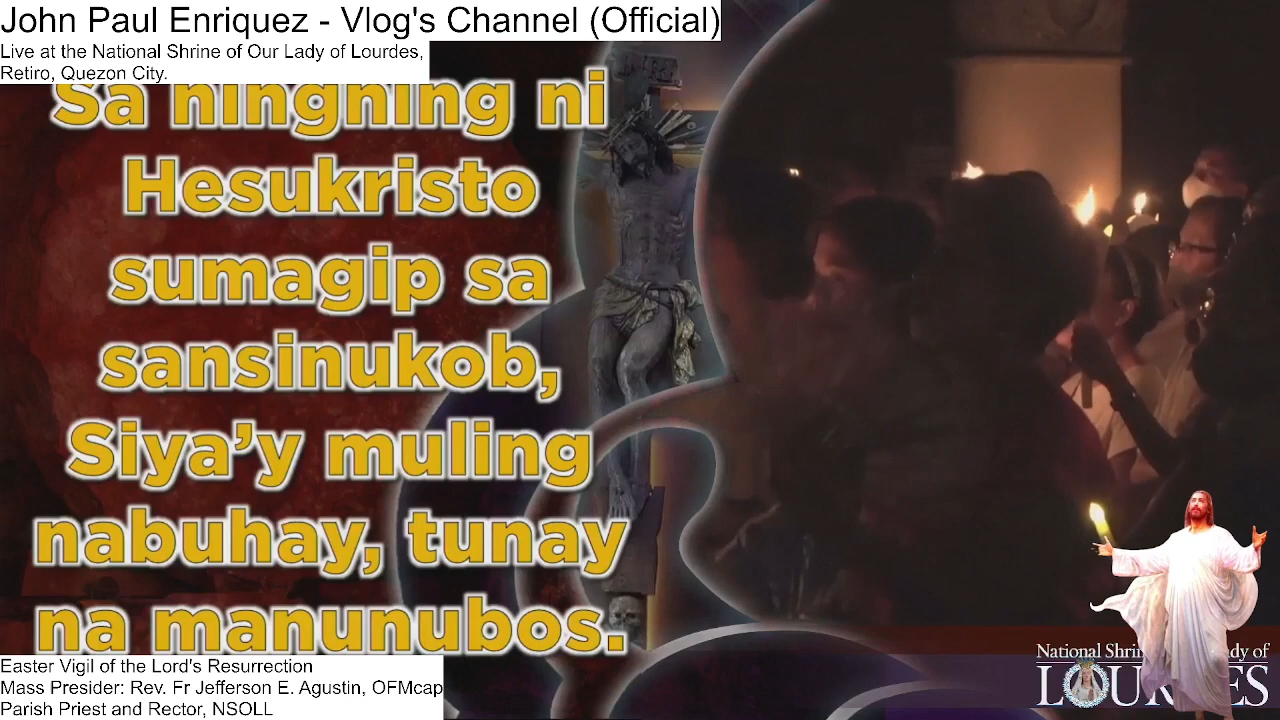 John Paul Enriquez - Vlog's Channel (Official)
Live at the National Shrine of Our Lady of Lourdes,
Retiro, Quezon City.
Sa ningning ni
Hesukristo
sumagip sa
sansinukob,
Siya'y muling
nabuhay, tunay
na manunubos.
Easter Vigil of the Lord's Resurrection
Mass Presider: Rev. Fr Jefferson E. Agustin, OFMcap
Parish Priest and Rector, NSOLL
National